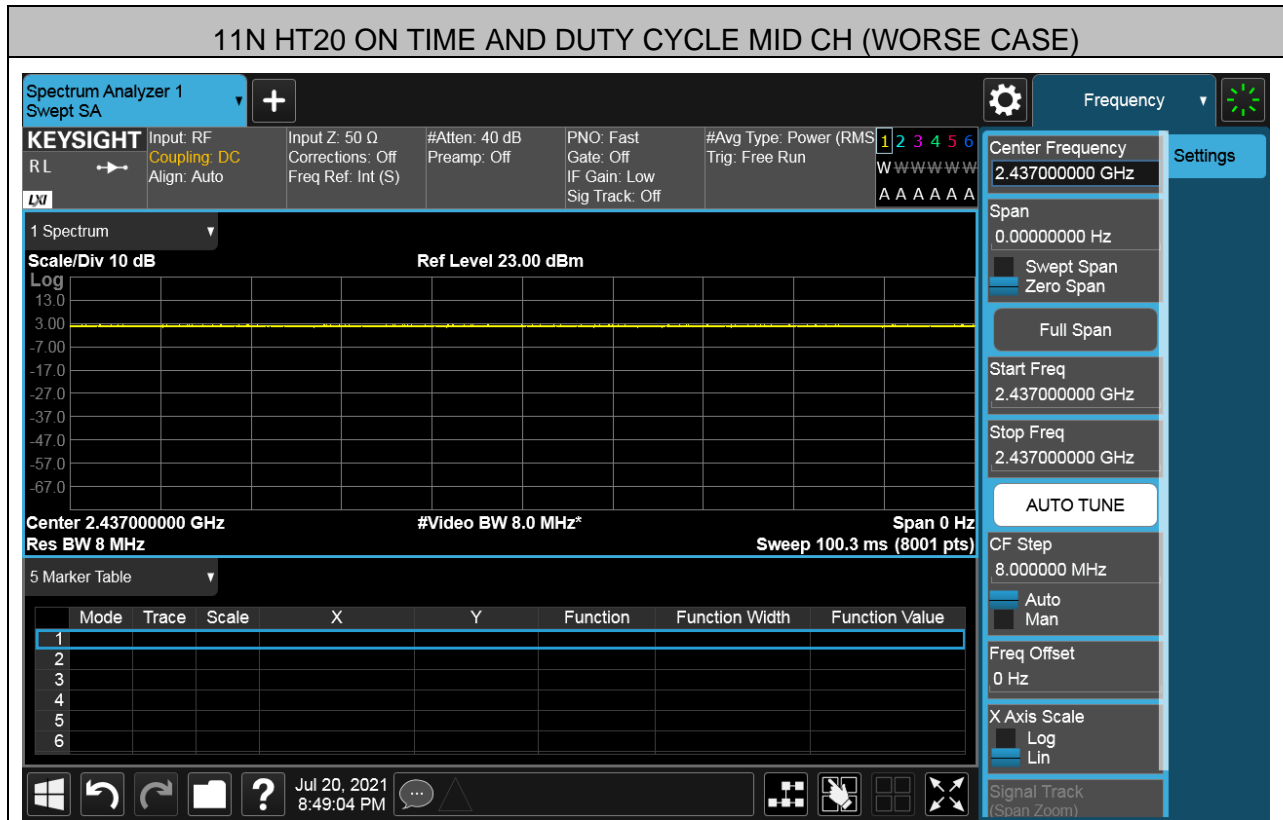 11N HT20 ON TIME AND DUTY CYCLE MID CH (WORSE CASE)
Spectrum Analyzer 1
Swept SA
Frequency
KEYSIGHT
RL
LXI
Input: RF
Coupling: DC
Align: Auto
Input Z: 50 Ω
Corrections: Off
Freq Ref: Int (S)
#Atten: 40 dB
Preamp: Off
PNO: Fast
Gate: Off
IF Gain: Low
Sig Track: Off
#Avg Type: Power (RMS
Trig: Free Run
1 2 3 4 5 6
W W W W W W
A A A A A A
1 Spectrum
Scale/Div 10 dB
Ref Level 23.00 dBm
Log
13.0
3.00
-7.00
-17.0
-27.0
-37.0
-47.0
-57.0
-67.0
Center 2.437000000 GHz
#Video BW 8.0 MHz*
Span 0 Hz
Res BW 8 MHz
Sweep 100.3 ms (8001 pts)
5 Marker Table
Mode Trace Scale X Y Function Function Width Function Value
1
2
3
4
5
6
Jul 20, 2021
8:49:04 PM
Center Frequency
2.437000000 GHz
Settings
Span
0.00000000 Hz
Swept Span
Zero Span
Full Span
Start Freq
2.437000000 GHz
Stop Freq
2.437000000 GHz
AUTO TUNE
CF Step
8.000000 MHz
Auto
Man
Freq Offset
0 Hz
X Axis Scale
Log
Lin
Signal Track
(Span Zoom)